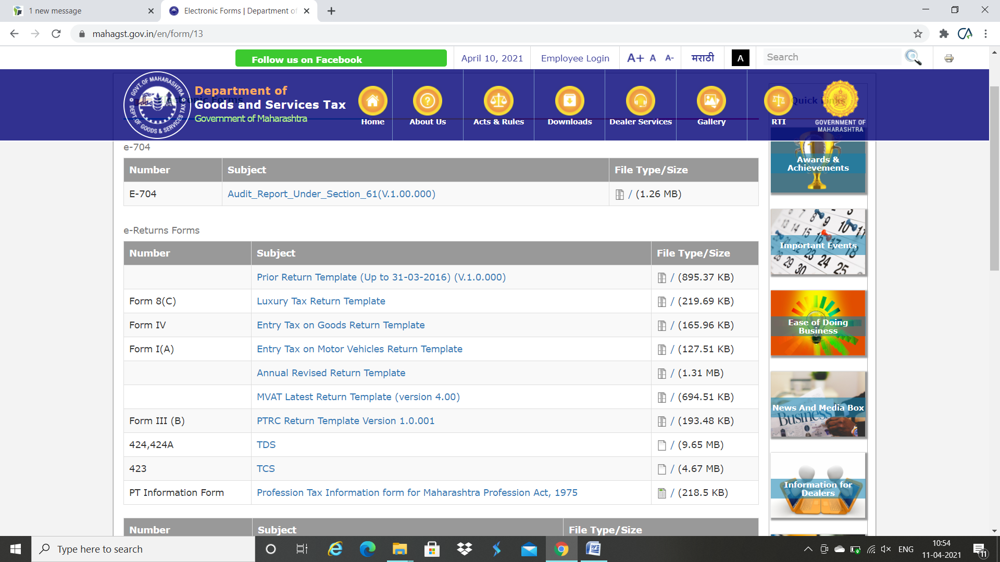 1 new message
Electronic Forms | Department of
mahagst.gov.in/en/form/13
Follow us on Facebook
April 10, 2021
Employee Login
A+ A A-
मराठी
A
Search
GOVT. OF MAHARASHTRA
DEPT. OF GOODS & SERVICES TAX
Department of
Goods and Services Tax
Government of Maharashtra
Home
About Us
Acts & Rules
Downloads
Dealer Services
Gallery
RTI
Quick Links
GOVERNMENT OF
MAHARASHTRA
e-704
Number Subject File Type/Size
E-704 Audit_Report_Under_Section_61(V.1.00.000) / (1.26 MB)
e-Returns Forms
Number Subject File Type/Size
Prior Return Template (Up to 31-03-2016) (V.1.0.000) / (895.37 KB)
Form 8(C) Luxury Tax Return Template / (219.69 KB)
Form IV Entry Tax on Goods Return Template / (165.96 KB)
Form I(A) Entry Tax on Motor Vehicles Return Template / (127.51 KB)
Annual Revised Return Template / (1.31 MB)
MVAT Latest Return Template (version 4.00) / (694.51 KB)
Form III (B) PTRC Return Template Version 1.0.001 / (193.48 KB)
424,424A TDS / (9.65 MB)
423 TCS / (4.67 MB)
PT Information Form Profession Tax Information form for Maharashtra Profession Act, 1975 / (218.5 KB)
Number Subject File Type/Size
Awards &
Achievements
Important Events
Ease of Doing
Business
News And Media Box
Business
Information for
Dealers
Type here to search
ENG
10:54
11-04-2021
11